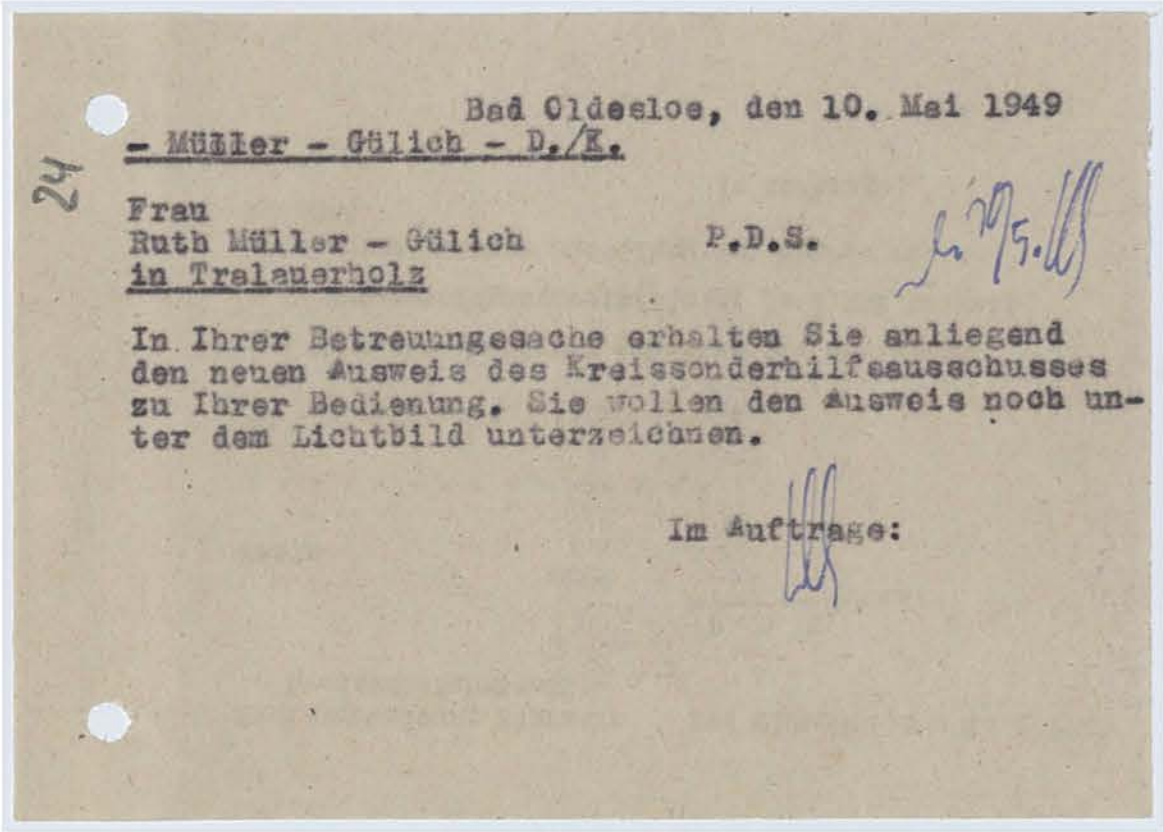 Bad Oldesloe, den 10. Mai 1949
- Müller - Gülich - D./K.
24
Frau
Ruth Müller - Gülich P.D.S.
in Tralauerholz
In Ihrer Betreuungssache erhalten Sie anliegend
den neuen Ausweis des Kreissonderhilfsausschusses
zu Ihrer Bedienung. Sie wollen den Ausweis noch un-
ter dem Lichtbild unterzeichnen.
Im Auftrage: